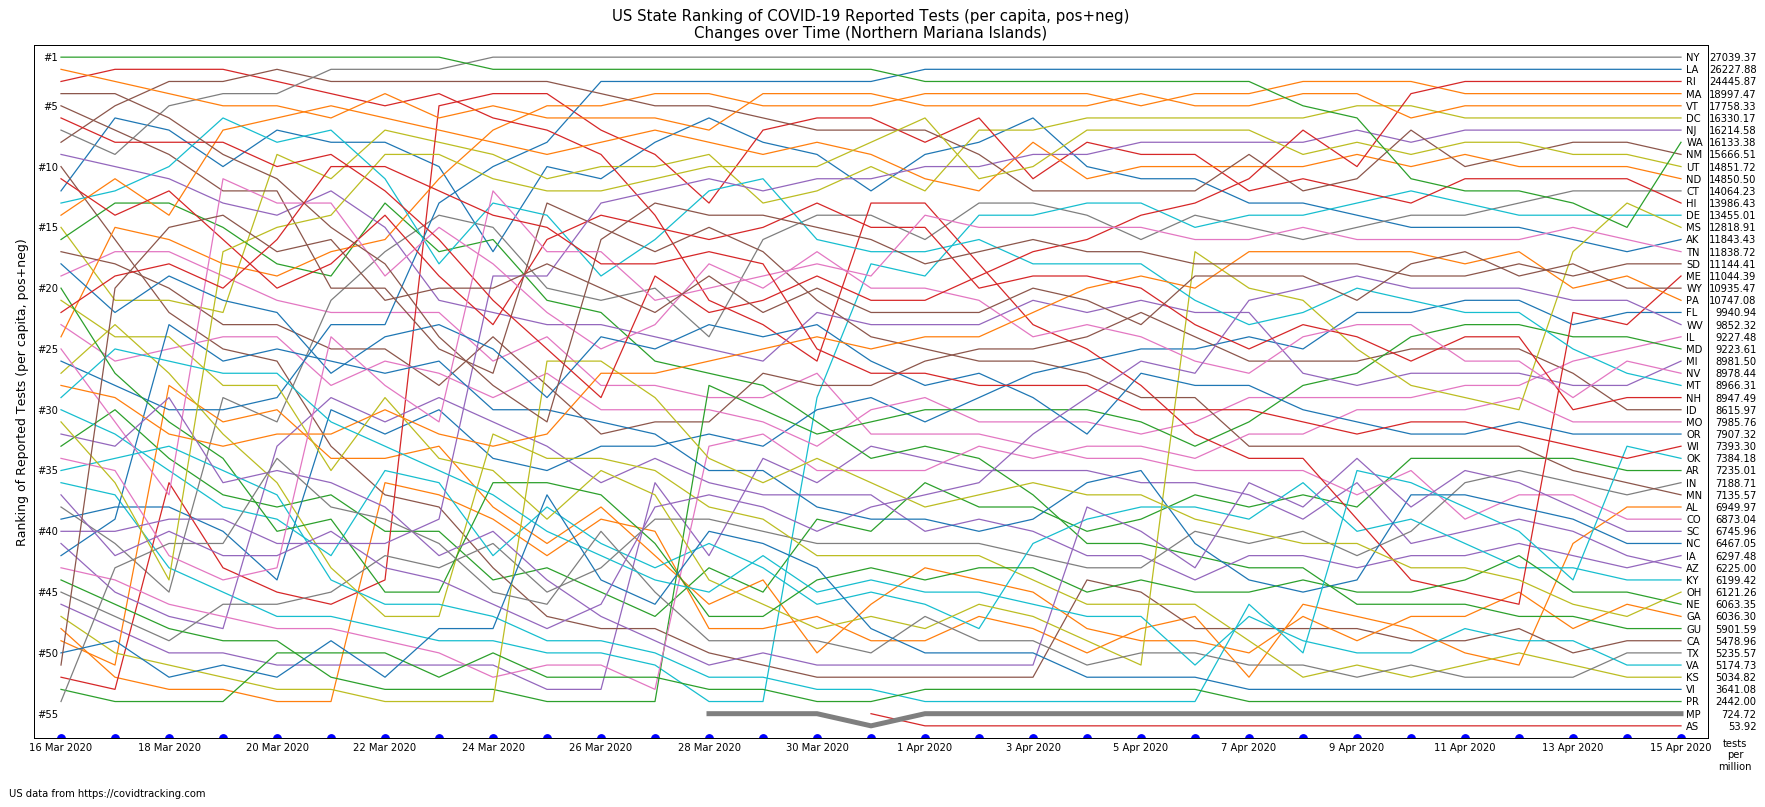 US State Ranking of COVID-19 Reported Tests (per capita, pos+neg)
Changes over Time (Northern Mariana Islands)
Ranking of Reported Tests (per capita, pos+neg)
#1
#5
#10
#15
#20
#25
#30
#35
#40
#45
#50
#55
NY 27039.37
LA 26227.88
RI 24445.87
MA 18997.47
VT 17758.33
DC 16330.17
NJ 16214.58
WA 16133.38
NM 15666.51
UT 14851.72
ND 14850.50
CT 14064.23
HI 13986.43
DE 13455.01
MS 12818.91
AK 11843.43
TN 11838.72
SD 11144.41
ME 11044.39
WY 10935.47
PA 10747.08
FL 9940.94
WV 9852.32
IL 9227.48
MD 9223.61
MI 8981.50
NV 8978.44
MT 8966.31
NH 8947.49
ID 8615.97
MO 7985.76
OR 7907.32
WI 7393.30
OK 7384.18
AR 7235.01
IN 7188.71
MN 7135.57
AL 6949.97
CO 6873.04
SC 6745.96
NC 6467.05
IA 6297.48
AZ 6225.00
KY 6199.42
OH 6121.26
NE 6063.35
GA 6036.30
GU 5901.59
CA 5478.96
TX 5235.57
VA 5174.73
KS 5034.82
VI 3641.08
PR 2442.00
MP 724.72
AS 53.92
16 Mar 2020 18 Mar 2020 20 Mar 2020 22 Mar 2020 24 Mar 2020 26 Mar 2020 28 Mar 2020 30 Mar 2020 1 Apr 2020 3 Apr 2020 5 Apr 2020 7 Apr 2020 9 Apr 2020 11 Apr 2020 13 Apr 2020 15 Apr 2020
tests
per
million
US data from https://covidtracking.com